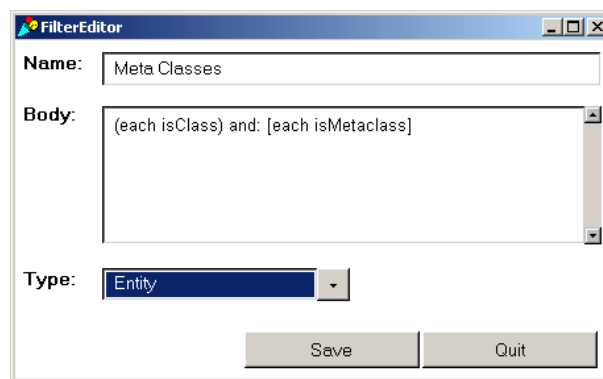 FilterEditor
Name: Meta Classes
Body: (each isClass) and: [each isMetaclass]
Type: Entity
Save Quit